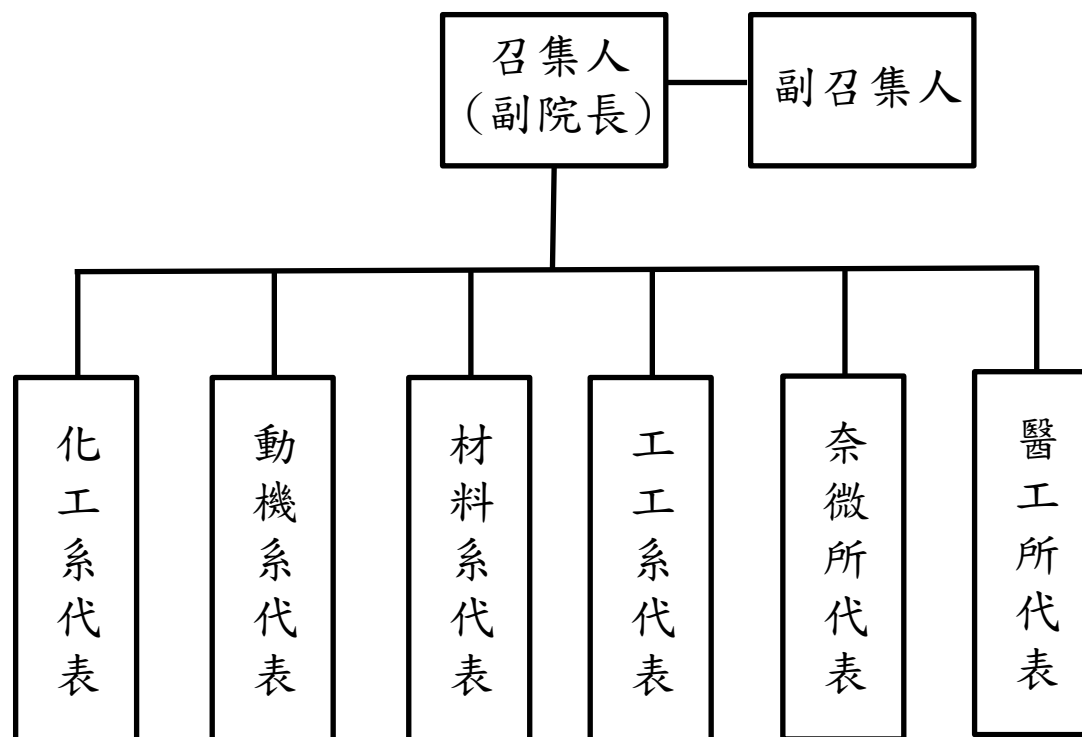 召集人
（副院長）
副召集人
化工系代表
動機系代表
材料系代表
工工系代表
奈微所代表
醫工所代表